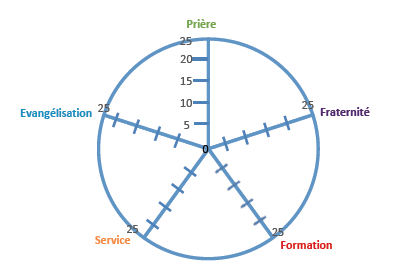 Prière
25
20
15
10
5
0
Evangélisation
25
25
Fraternité
Service
25
25
Formation